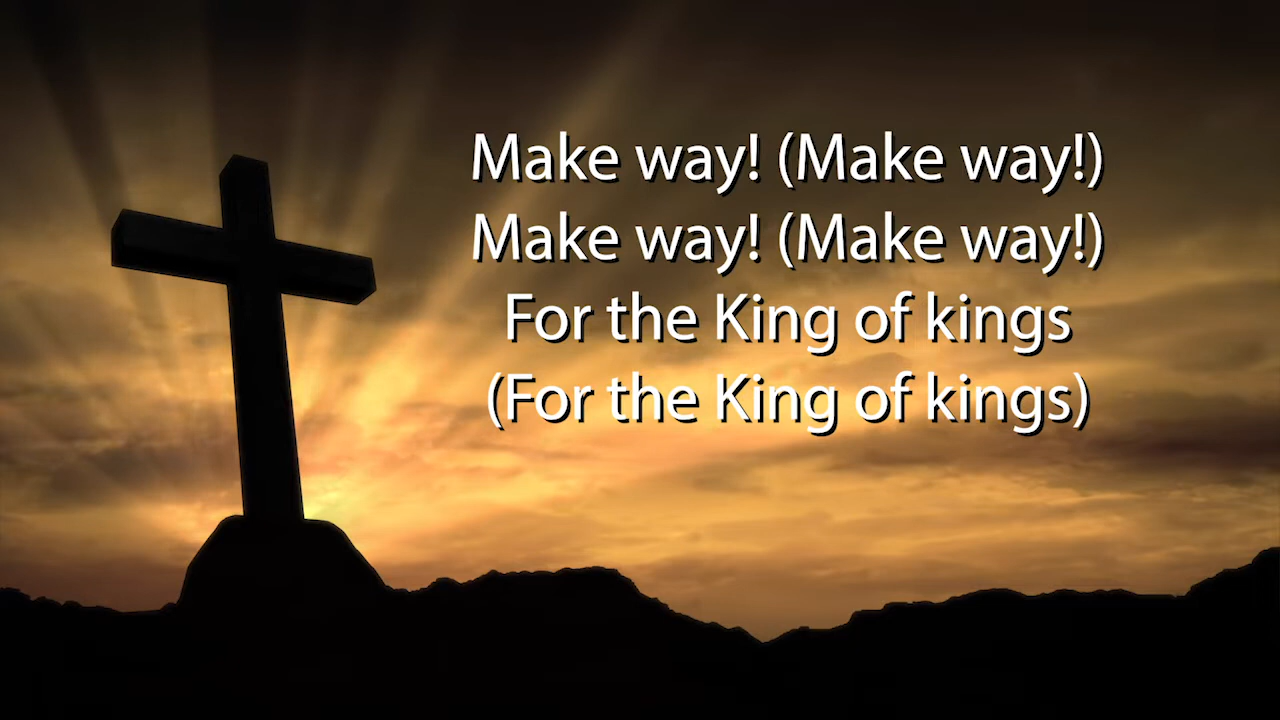 Make way! (Make way!)
Make way! (Make way!)
For the King of kings
(For the King of kings)